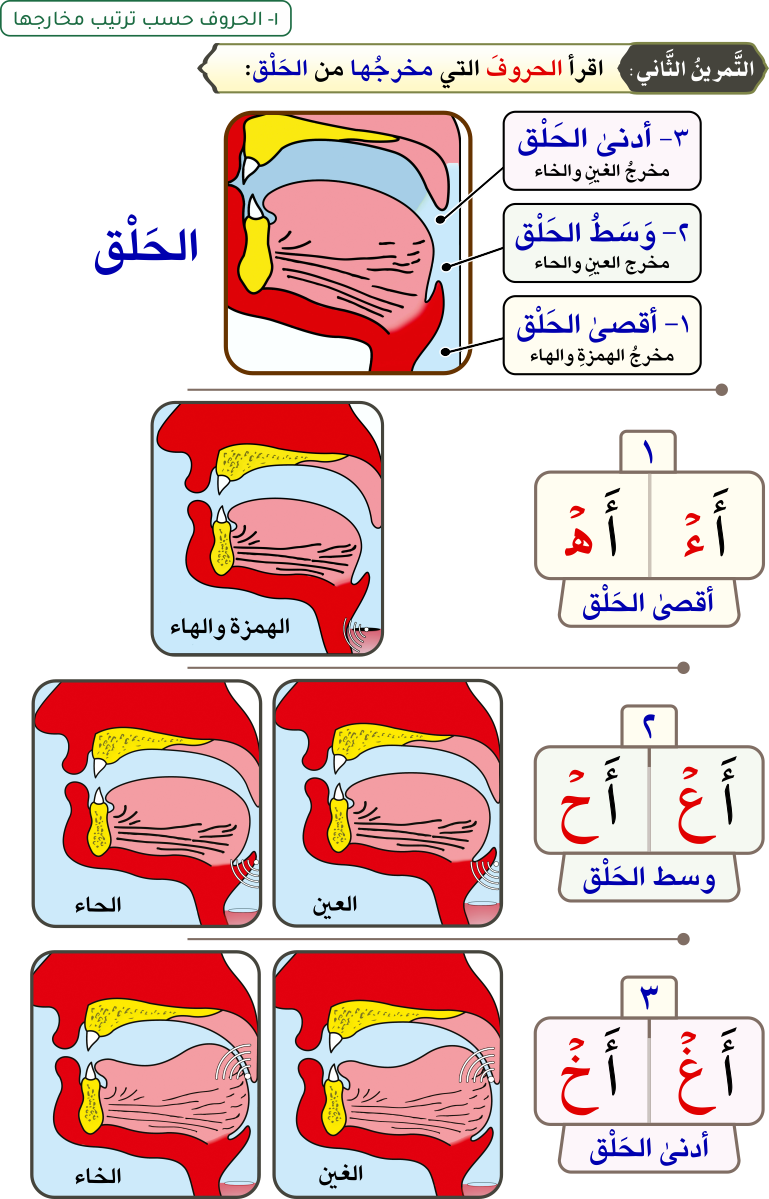 ١- الحروف حسب ترتيب مخارجها
التَّمرينُ الثَّاني: اقرأ الحروفَ التي مخرجُها من الحَلْق:
٣- أدنىٰ الحَلْق
مخرجُ الغينِ والخاء
٢- وَسَطُ الحَلْق
مخرج العينِ والحاء
الحَلْق
١- أقصىٰ الحَلْق
مخرجُ الهمزةِ والهاء
١
أَ ءْ أَ هْ
أقصىٰ الحَلْق
الهمزة والهاء
٢
أَ عْ أَ حْ
وسط الحَلْق
العين
الحاء
٣
أَ غْ أَ خْ
أدنىٰ الحَلْق
الغين
الخاء